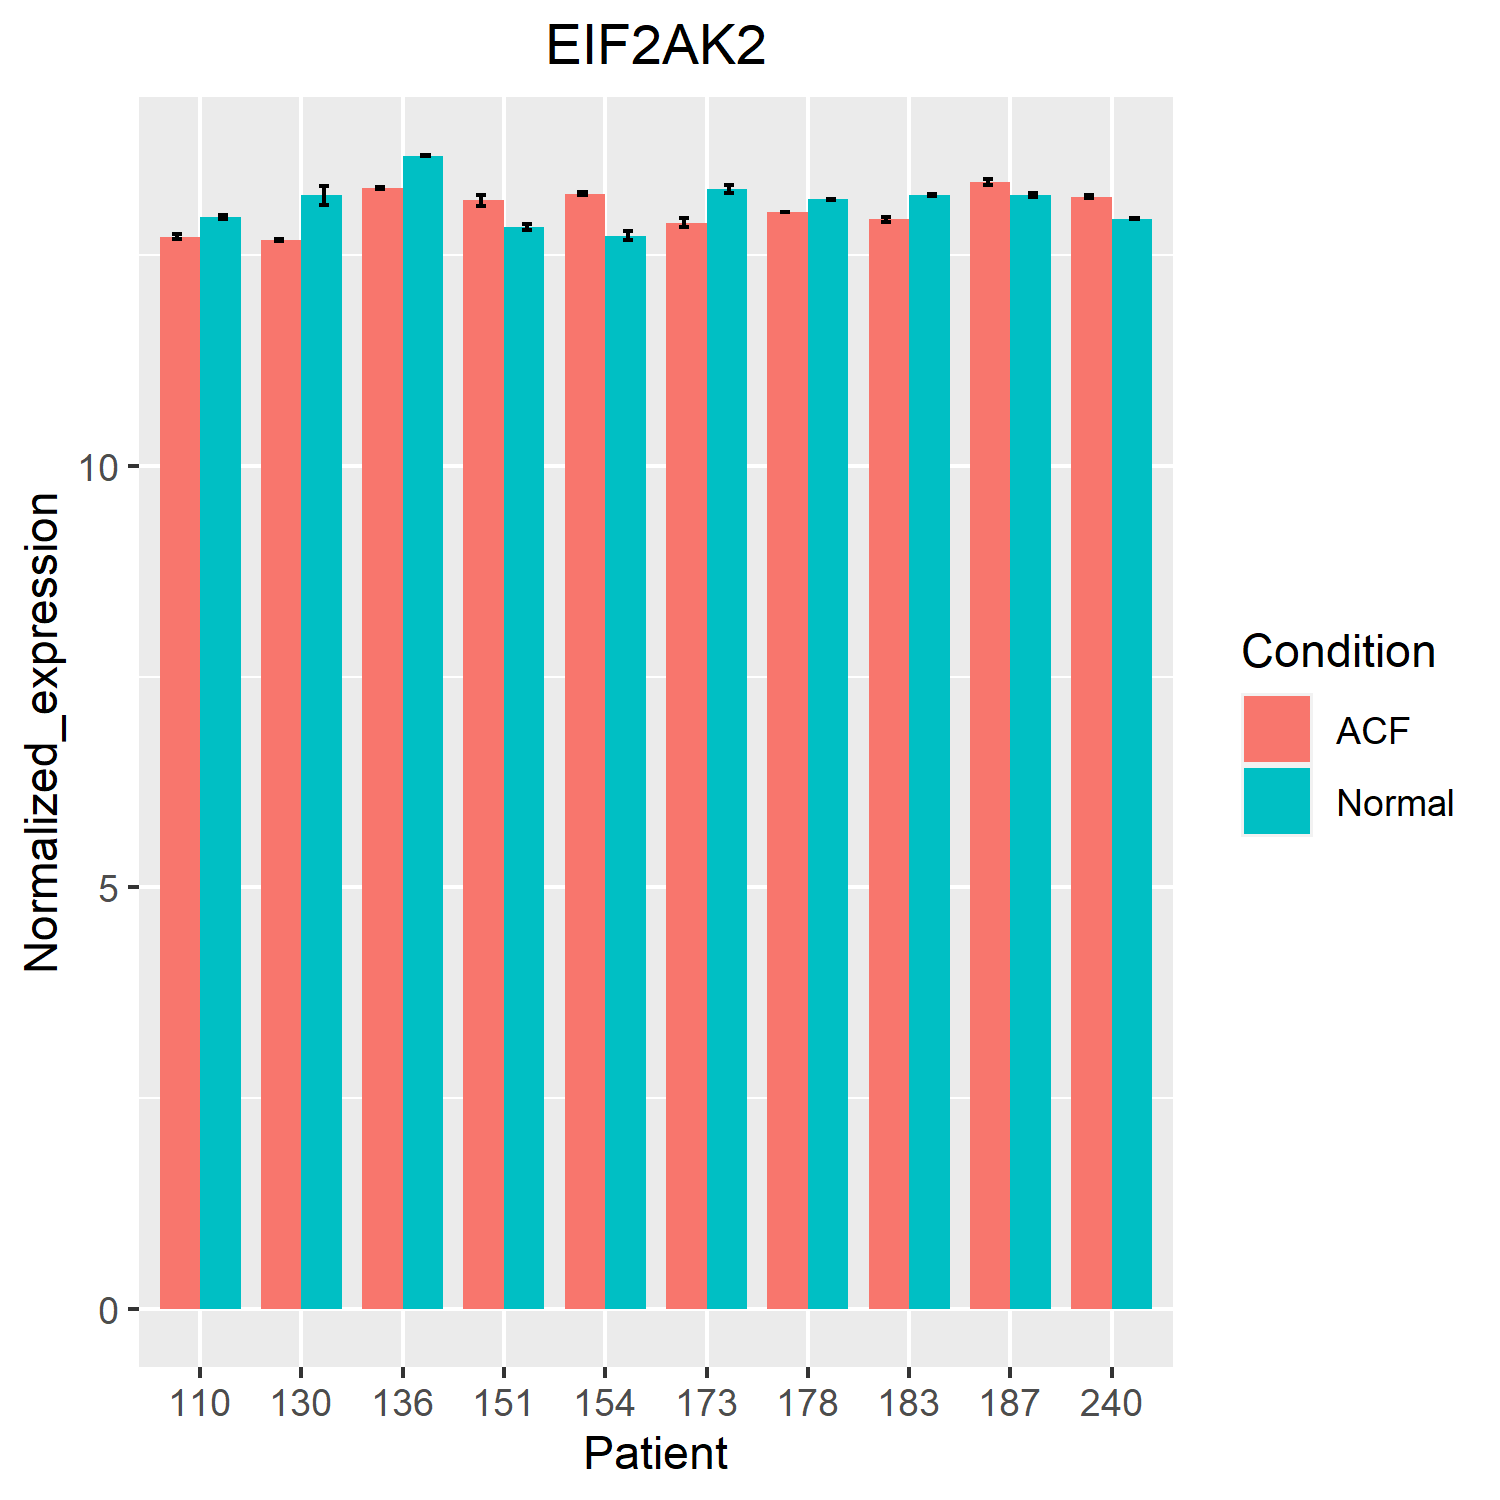 EIF2AK2
Normalized_expression
10
5
0
110 130 136 151 154 173 178 183 187 240
Patient
Condition
ACF
Normal